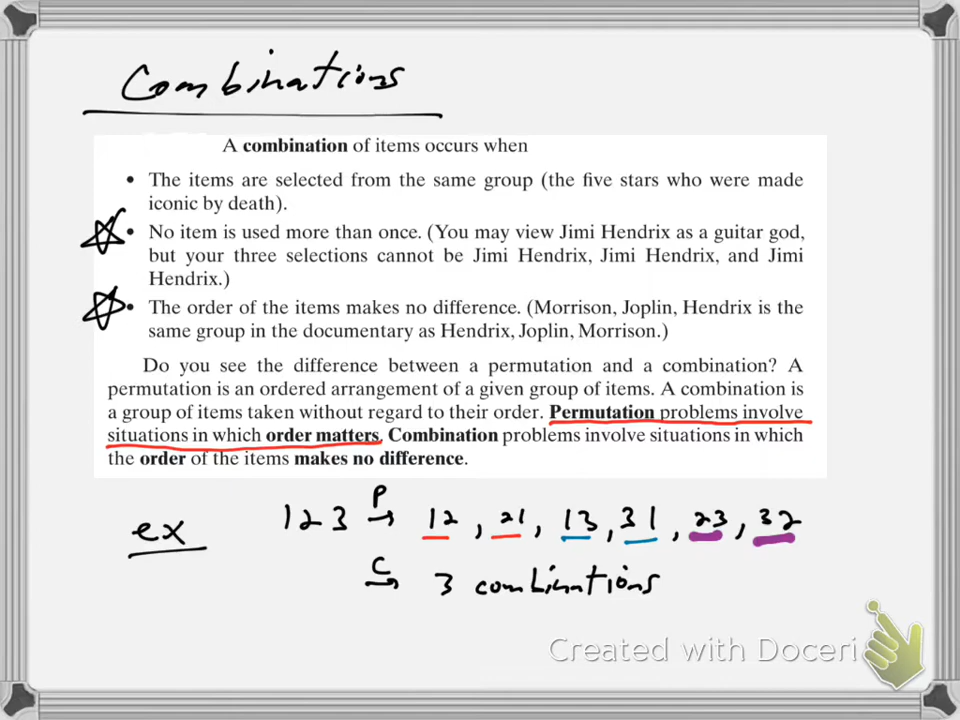 Combinations
A combination of items occurs when
• The items are selected from the same group (the five stars who were made
iconic by death).
• No item is used more than once. (You may view Jimi Hendrix as a guitar god,
but your three selections cannot be Jimi Hendrix, Jimi Hendrix, and Jimi
Hendrix.)
• The order of the items makes no difference. (Morrison, Joplin, Hendrix is the
same group in the documentary as Hendrix, Joplin, Morrison.)
Do you see the difference between a permutation and a combination? A
permutation is an ordered arrangement of a given group of items. A combination is
a group of items taken without regard to their order. Permutation problems involve
situations in which order matters. Combination problems involve situations in which
the order of the items makes no difference.
ex 123 P→ 12, 21, 13, 31, 23, 32
C→ 3 combinations
Created with Doceri